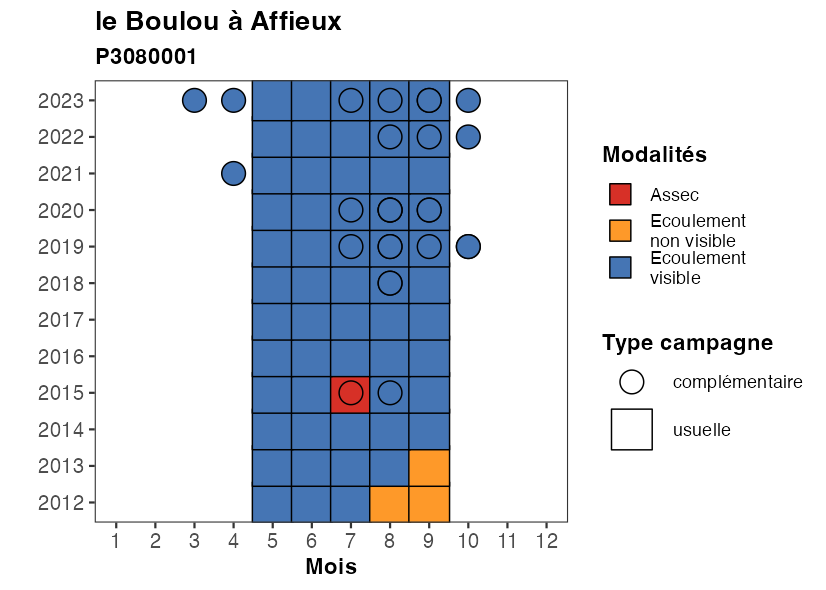 le Boulou à Affieux
P3080001
2023
2022
2021
2020
2019
2018
2017
2016
2015
2014
2013
2012
1 2 3 4 5 6 7 8 9 10 11 12
Mois
Modalités
Assec
Ecoulement
non visible
Ecoulement
visible
Type campagne
complémentaire
usuelle